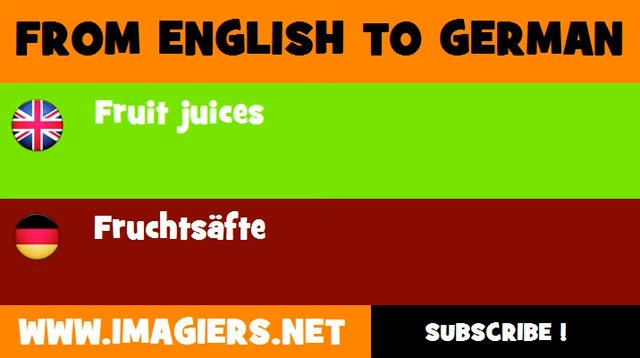 FROM ENGLISH TO GERMAN
Fruit juices
Fruchtsäfte
WWW.IMAGIERS.NET
SUBSCRIBE !